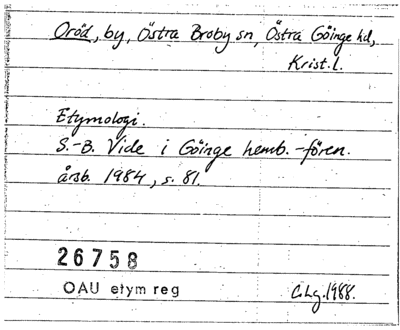 Oröd, by, Östra Broby sn, Östra Göinge hd,
Krist.l.
Etymologi.
S.-B. Vide i Göinge hemb.-fören.
årsb. 1984, s. 81.
26758
OAU etym reg
C.Lg. 1988.